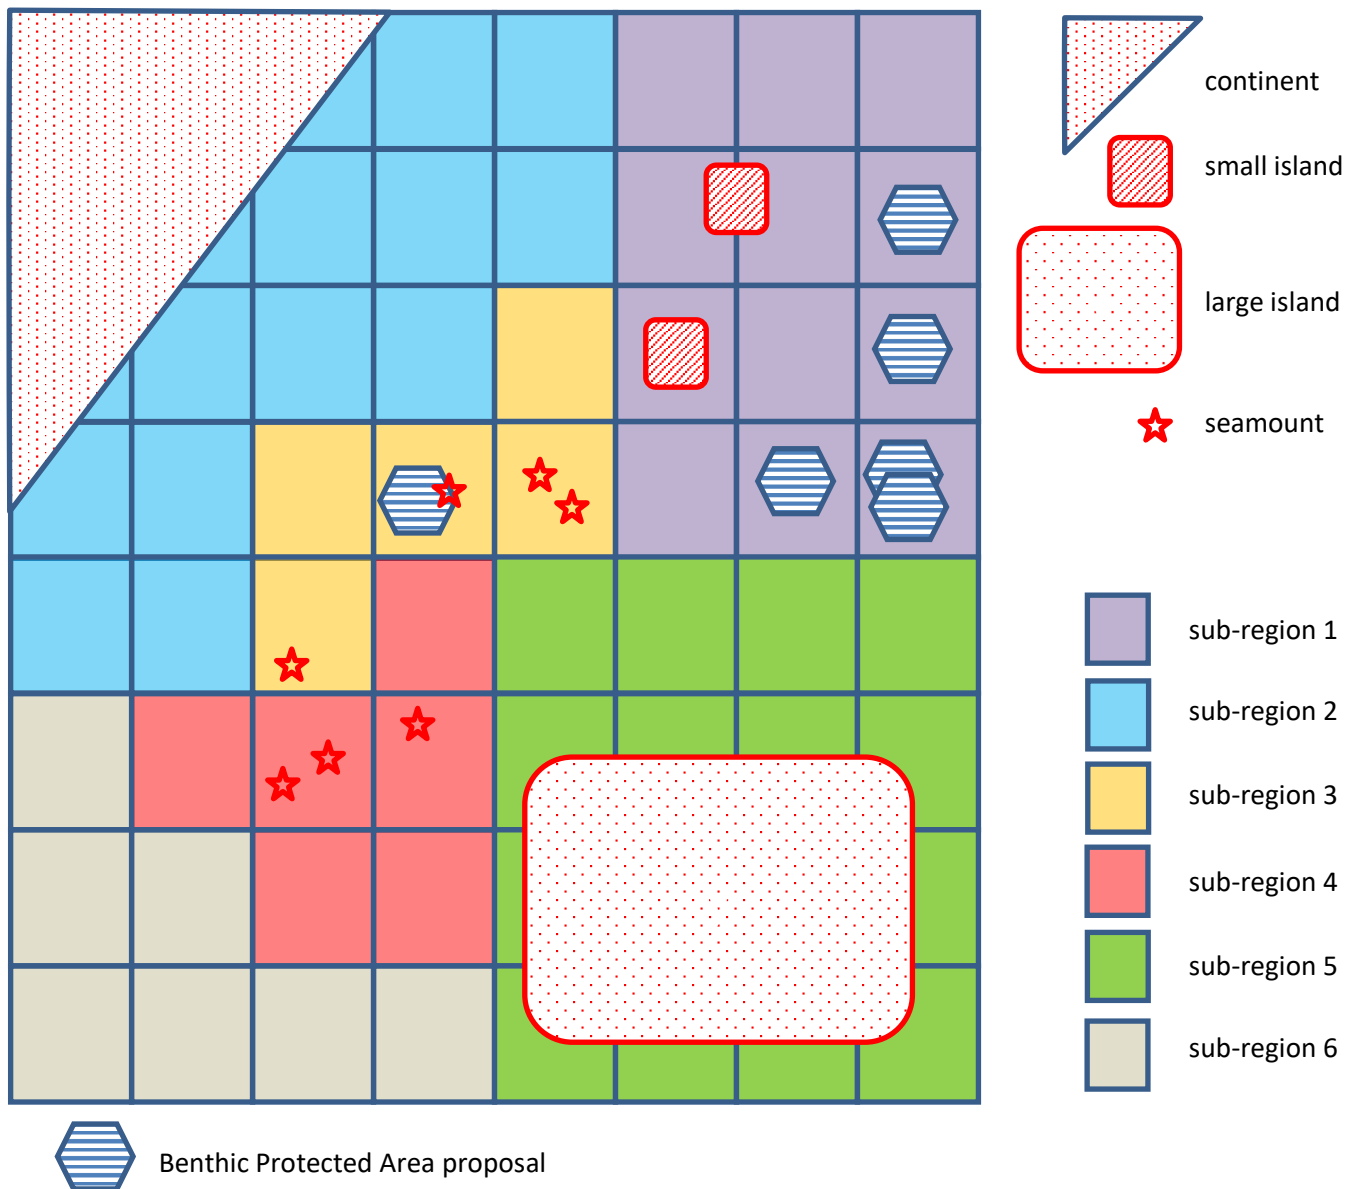 continent
small island
large island
seamount
sub-region 1
sub-region 2
sub-region 3
sub-region 4
sub-region 5
sub-region 6
Benthic Protected Area proposal